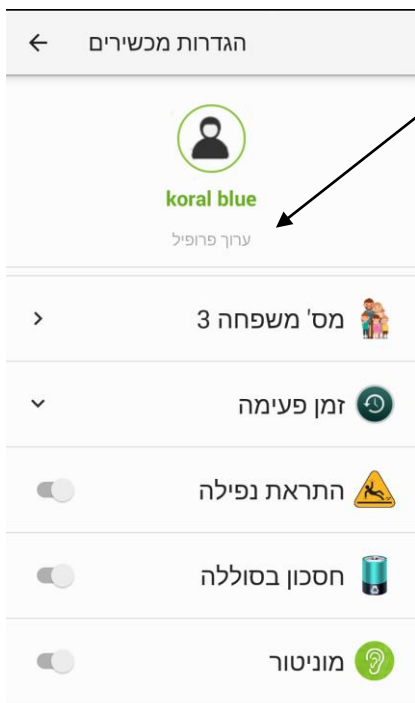 הגדרות מכשירים
koral blue
ערוך פרופיל
מס' משפחה 3
זמן פעימה
התראת נפילה
חסכון בסוללה
מוניטור